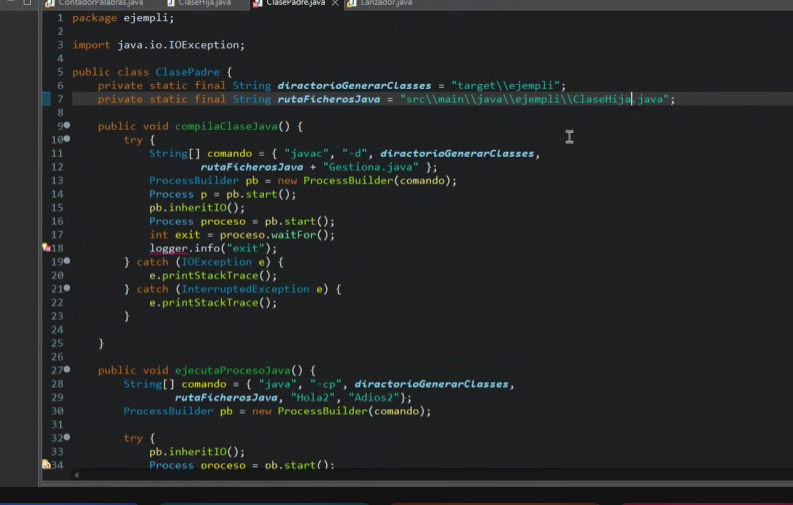 ContadorPalabras.java ClaseHija.java ClasePadre.java Lanzador.java
1 package ejempli;
2
3 import java.io.IOException;
4
5 public class ClasePadre {
6 private static final String diractorioGenerarClasses = "target\\ejempli";
7 private static final String rutaFicherosJava = "src\\main\\java\\ejempli\\ClaseHija.java";
8
9 public void compilaClaseJava() {
10 try {
11 String[] comando = { "javac", "-d", diractorioGenerarClasses,
12 rutaFicherosJava + "Gestiona.java" };
13 ProcessBuilder pb = new ProcessBuilder(comando);
14 Process p = pb.start();
15 pb.inheritIO();
16 Process proceso = pb.start();
17 int exit = proceso.waitFor();
18 logger.info("exit");
19 } catch (IOException e) {
20 e.printStackTrace();
21 } catch (InterruptedException e) {
22 e.printStackTrace();
23 }
24
25 }
26
27 public void ejecutaProcesoJava() {
28 String[] comando = { "java", "-cp", diractorioGenerarClasses,
29 rutaFicherosJava, "Hola2", "Adios2"};
30 ProcessBuilder pb = new ProcessBuilder(comando);
31
32 try {
33 pb.inheritIO();
34 Process proceso = pb.start();